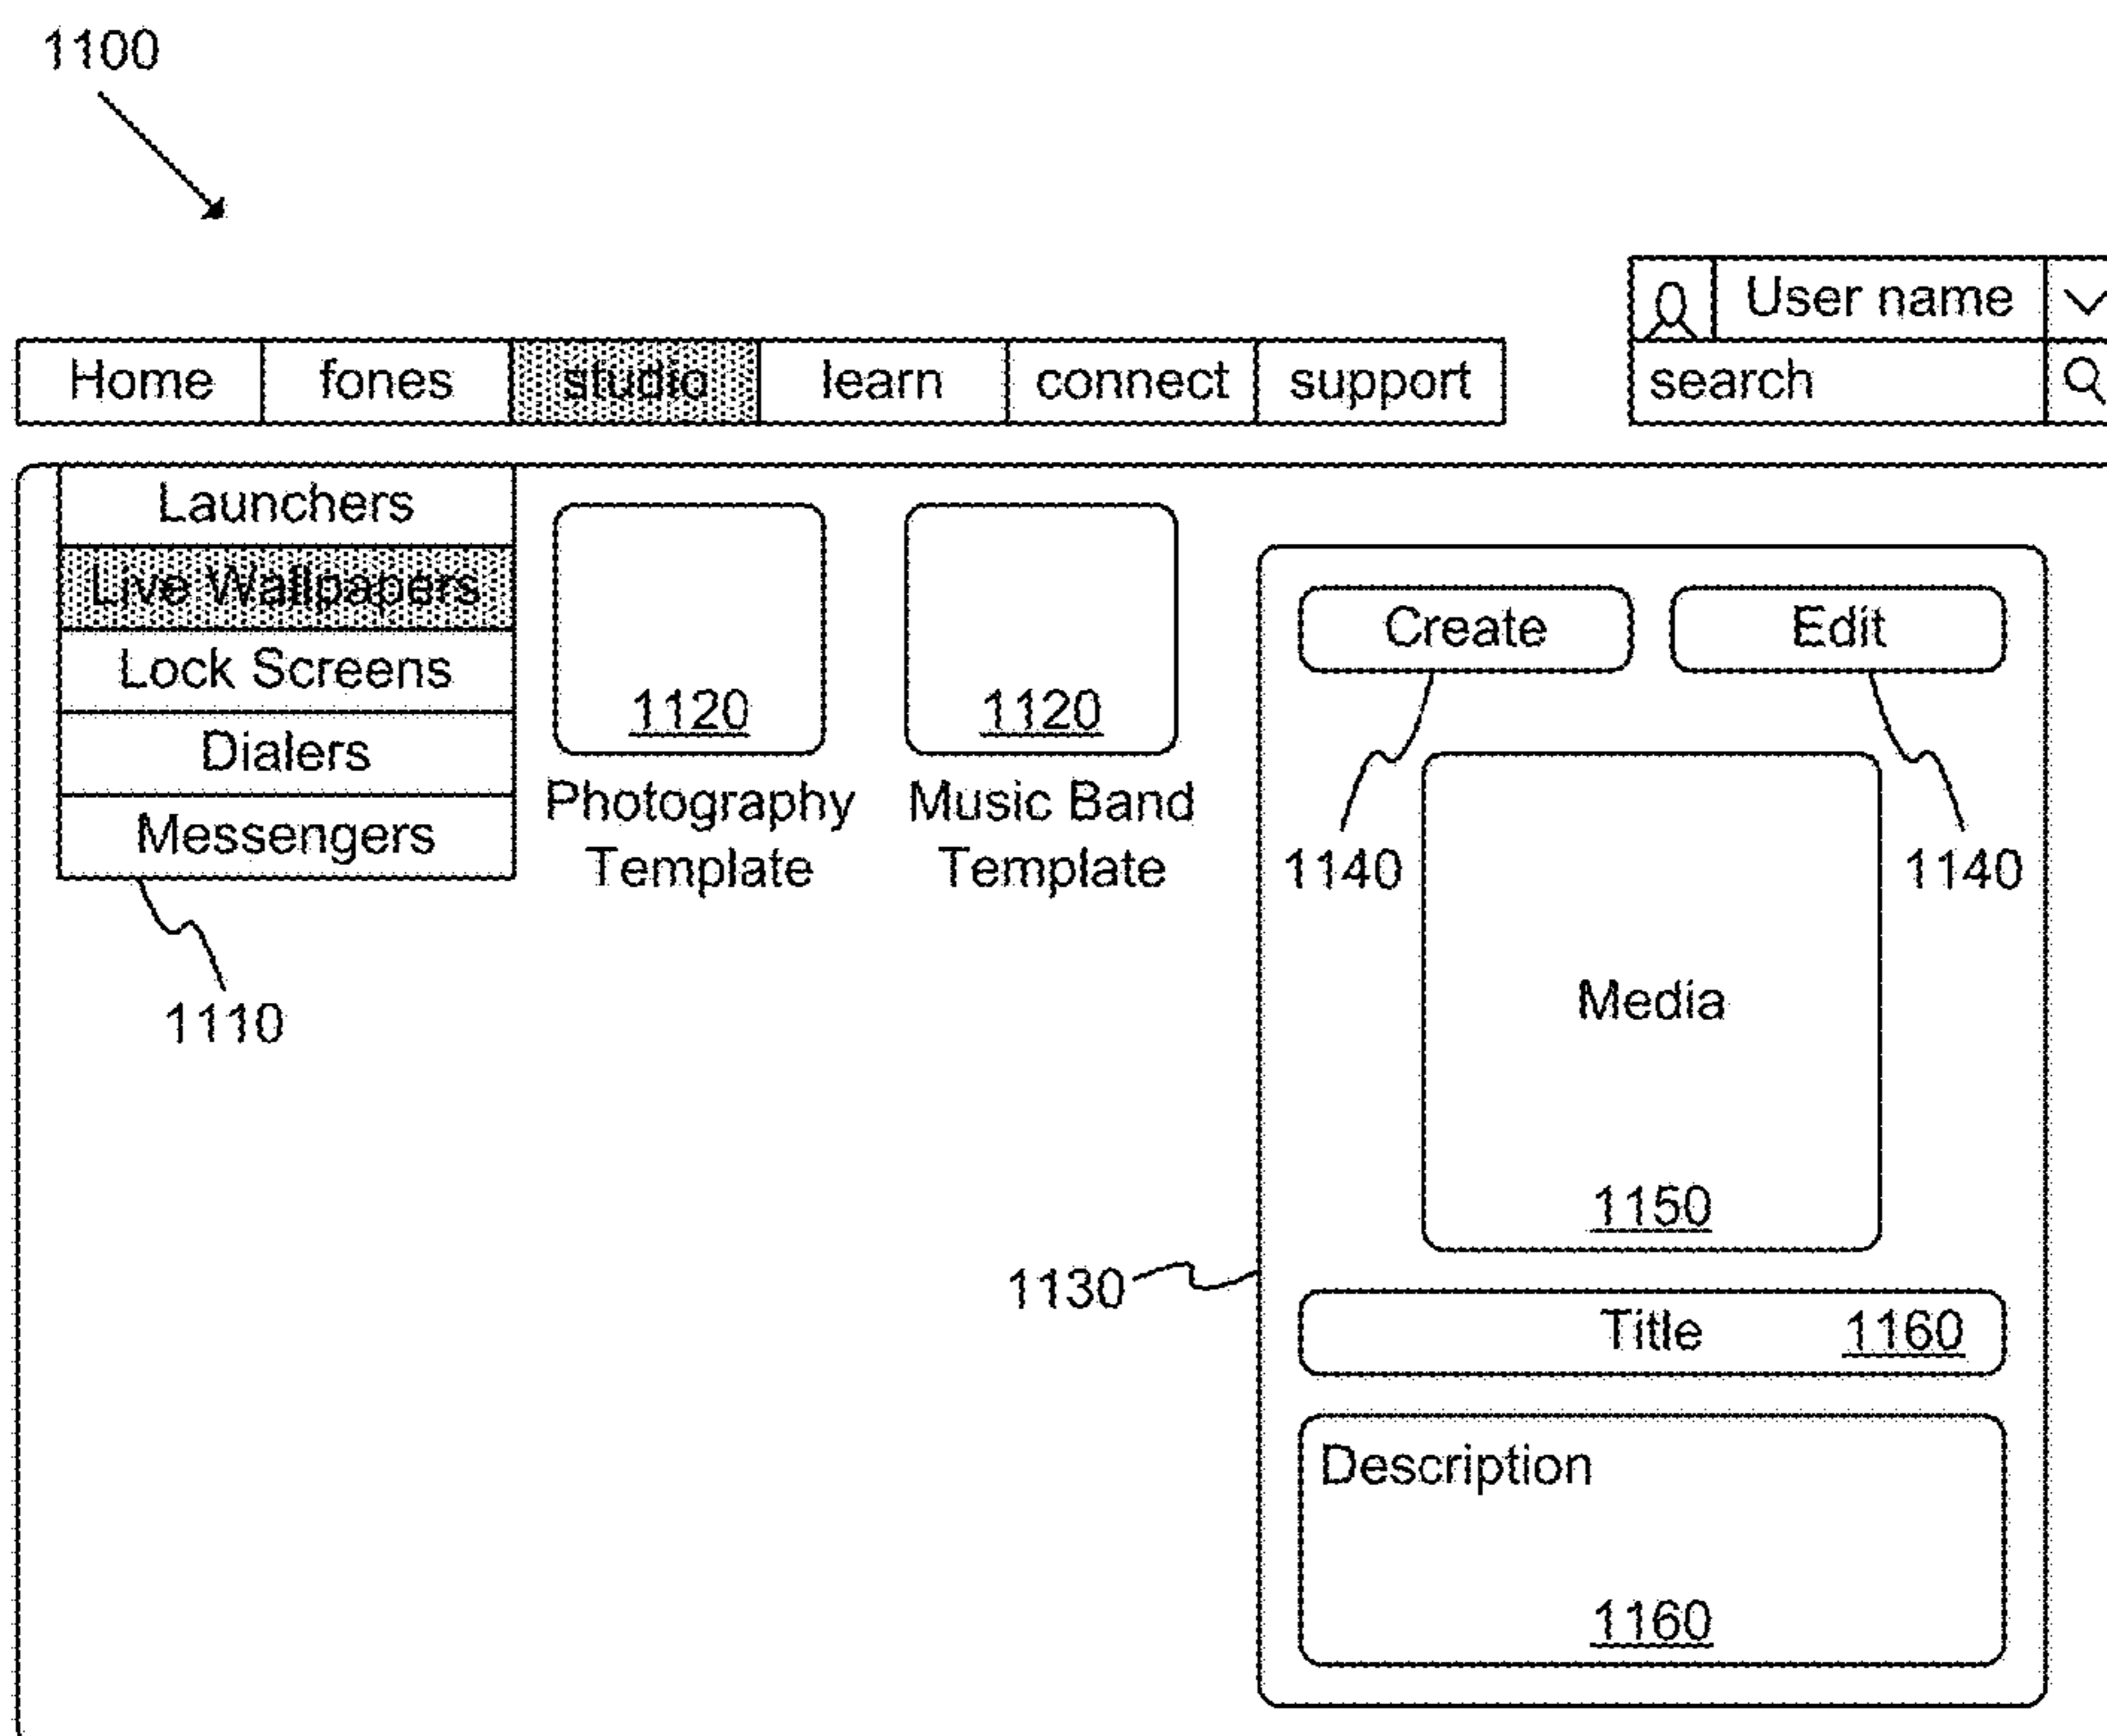 1100
User name
Home fones studio learn connect support
search
Launchers
Live Wallpapers
Lock Screens
Dialers
Messengers
1110
1120
Photography
Template
1120
Music Band
Template
Create Edit
1140 1140
Media
1150
1130
Title 1160
Description
1160